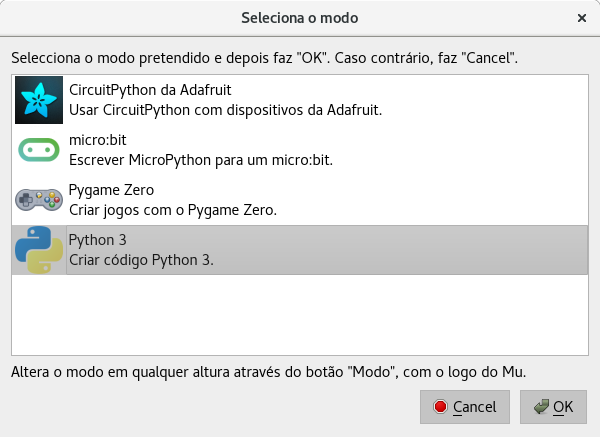 Seleciona o modo
Selecciona o modo pretendido e depois faz "OK". Caso contrário, faz "Cancel".
CircuitPython da Adafruit
Usar CircuitPython com dispositivos da Adafruit.
micro:bit
Escrever MicroPython para um micro:bit.
Pygame Zero
Criar jogos com o Pygame Zero.
Python 3
Criar código Python 3.
Altera o modo em qualquer altura através do botão "Modo", com o logo do Mu.
Cancel
OK